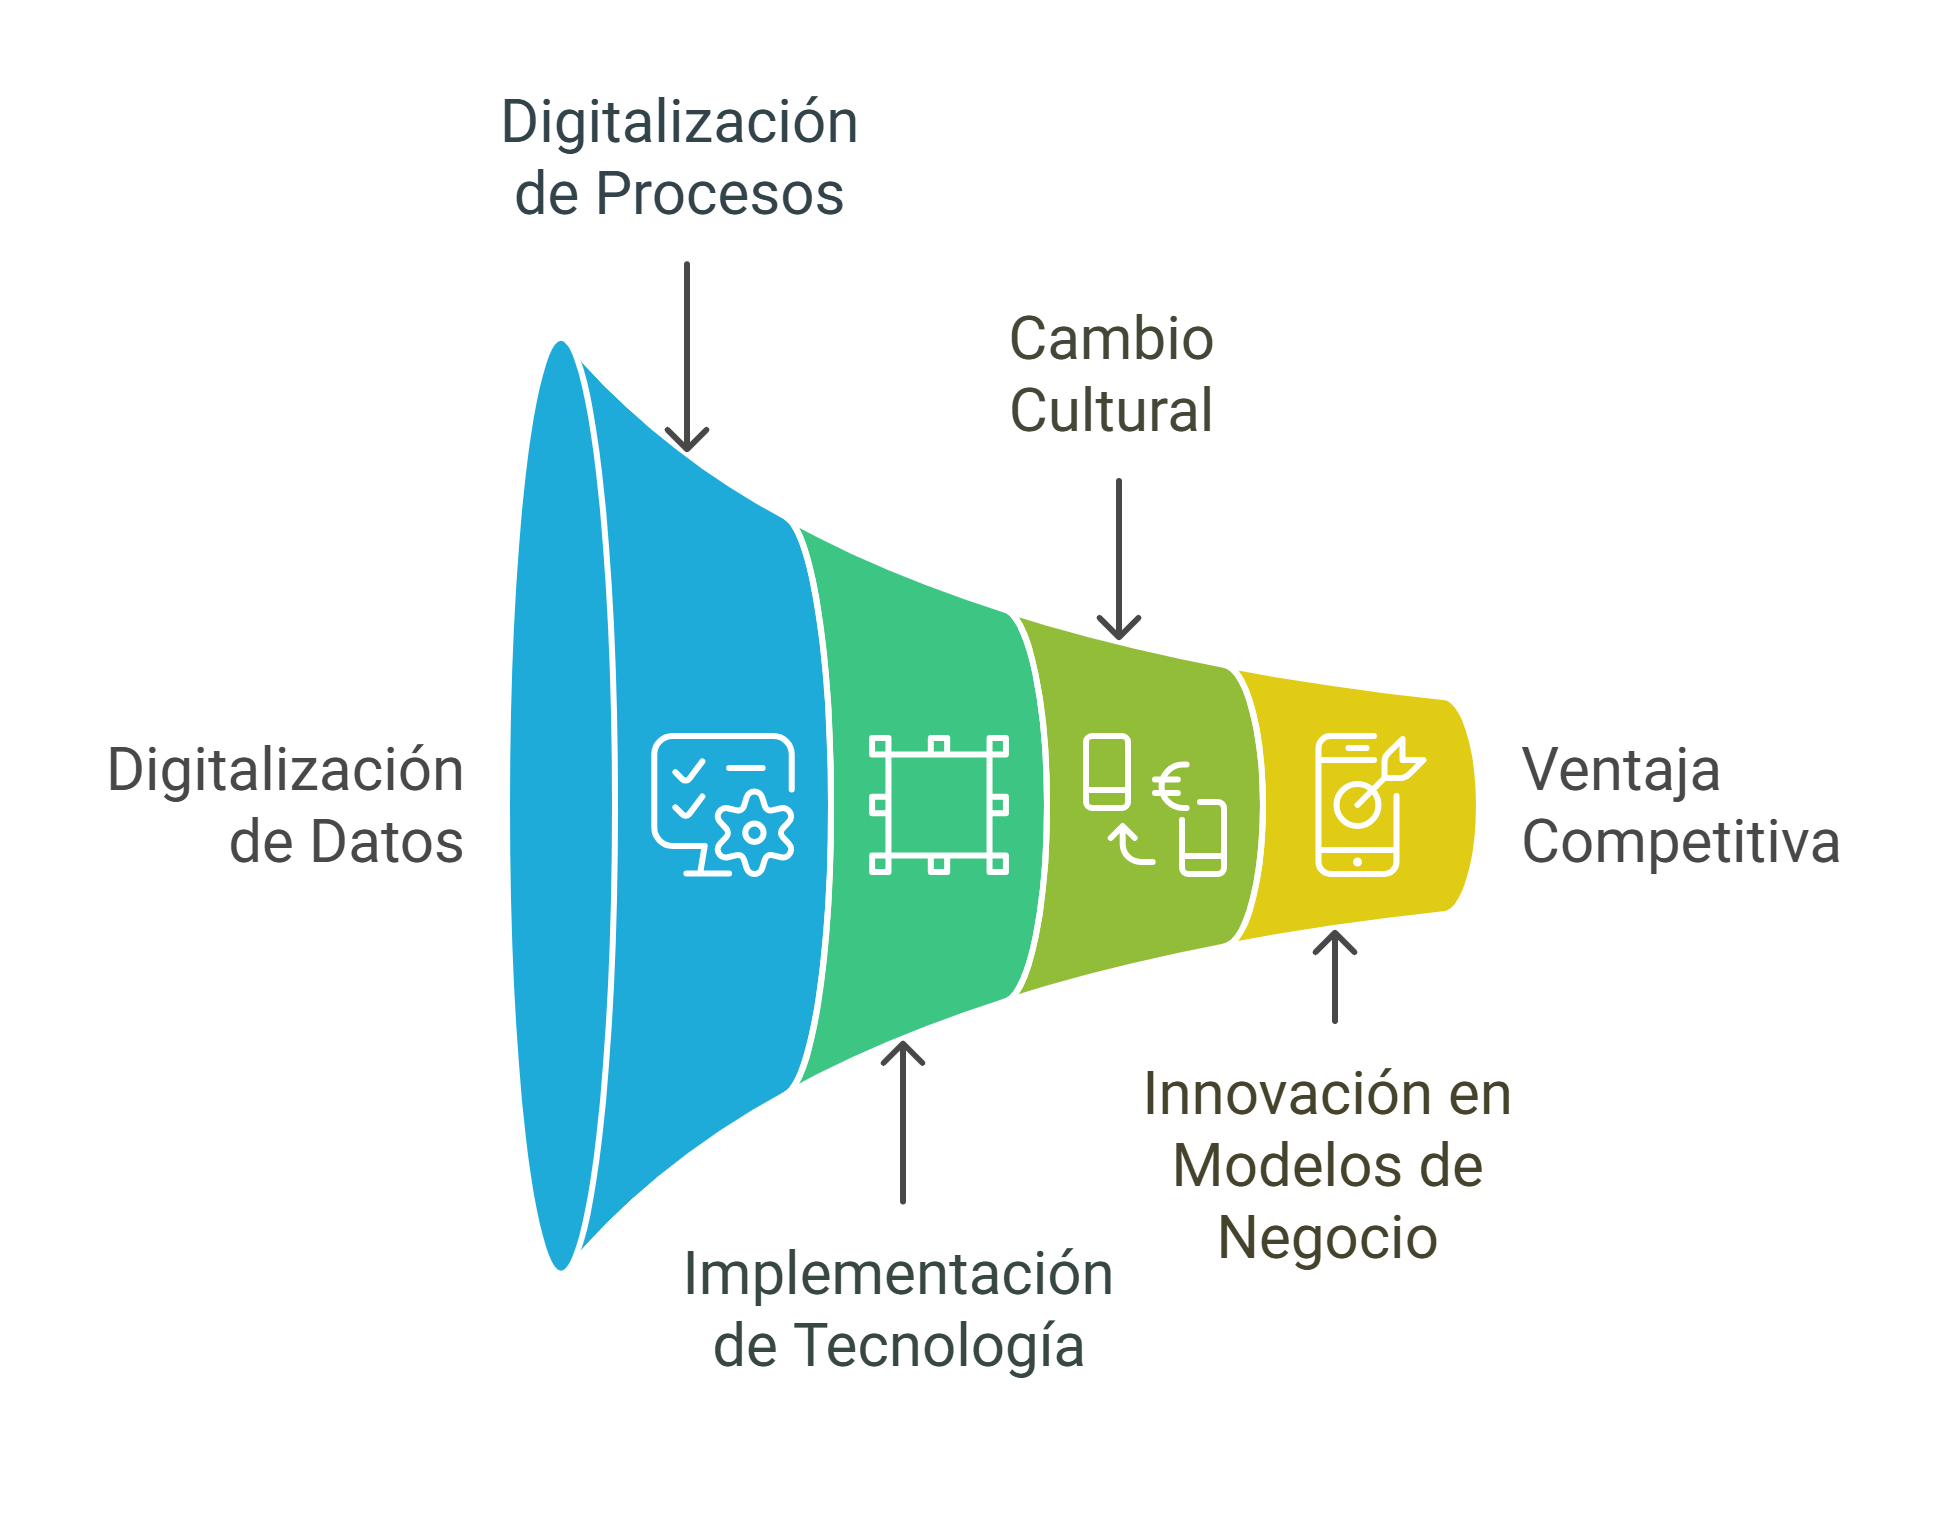 Digitalización
de Procesos
Cambio
Cultural
Digitalización
de Datos
€
Ventaja
Competitiva
Innovación en
Modelos de
Negocio
Implementación
de Tecnología